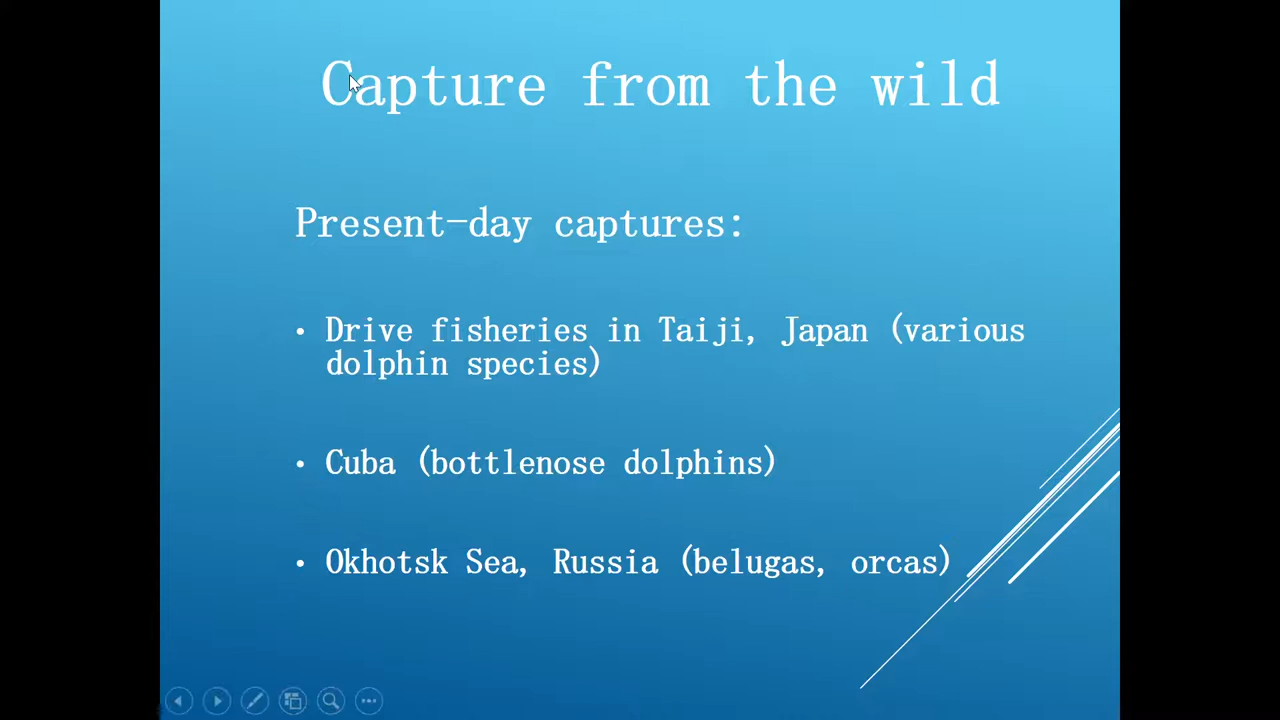 Capture from the wild
Present-day captures:
• Drive fisheries in Taiji, Japan (various
dolphin species)
• Cuba (bottlenose dolphins)
• Okhotsk Sea, Russia (belugas, orcas)